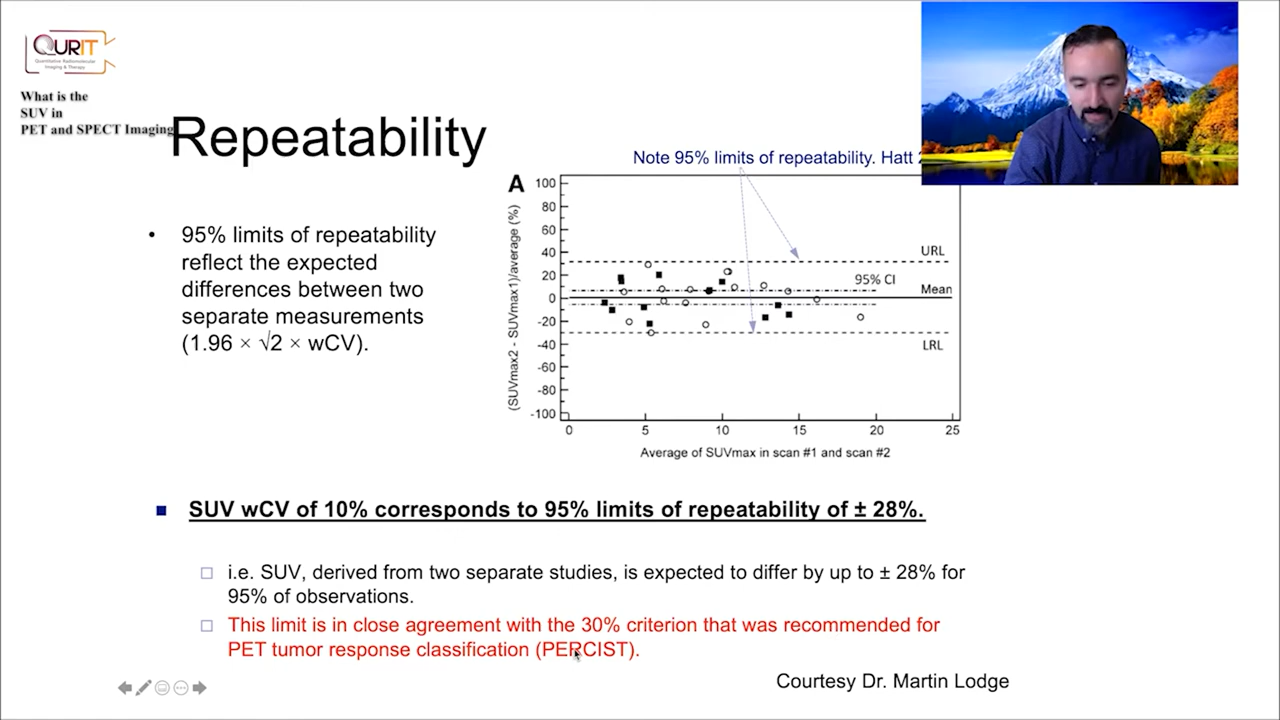 QURIT
Quantitative Radiomolecular
Imaging & Therapy
What is the
SUV in
PET and SPECT Imaging
Repeatability
Note 95% limits of repeatability. Hatt
• 95% limits of repeatability
reflect the expected
differences between two
separate measurements
(1.96 × √2 × wCV).
A
(SUVmax2 - SUVmax1)/average (%)
100
80
60
40
20
0
-20
-40
-60
-80
-100
URL
95% CI
Mean
LRL
0 5 10 15 20 25
Average of SUVmax in scan #1 and scan #2
SUV wCV of 10% corresponds to 95% limits of repeatability of ± 28%.
i.e. SUV, derived from two separate studies, is expected to differ by up to ± 28% for
95% of observations.
This limit is in close agreement with the 30% criterion that was recommended for
PET tumor response classification (PERCIST).
Courtesy Dr. Martin Lodge